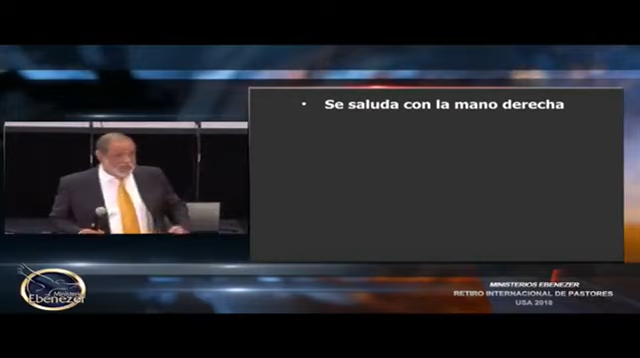 • Se saluda con la mano derecha
Ministerios
Ebenezer
MINISTERIOS EBENEZER
RETIRO INTERNACIONAL DE PASTORES
USA 2018